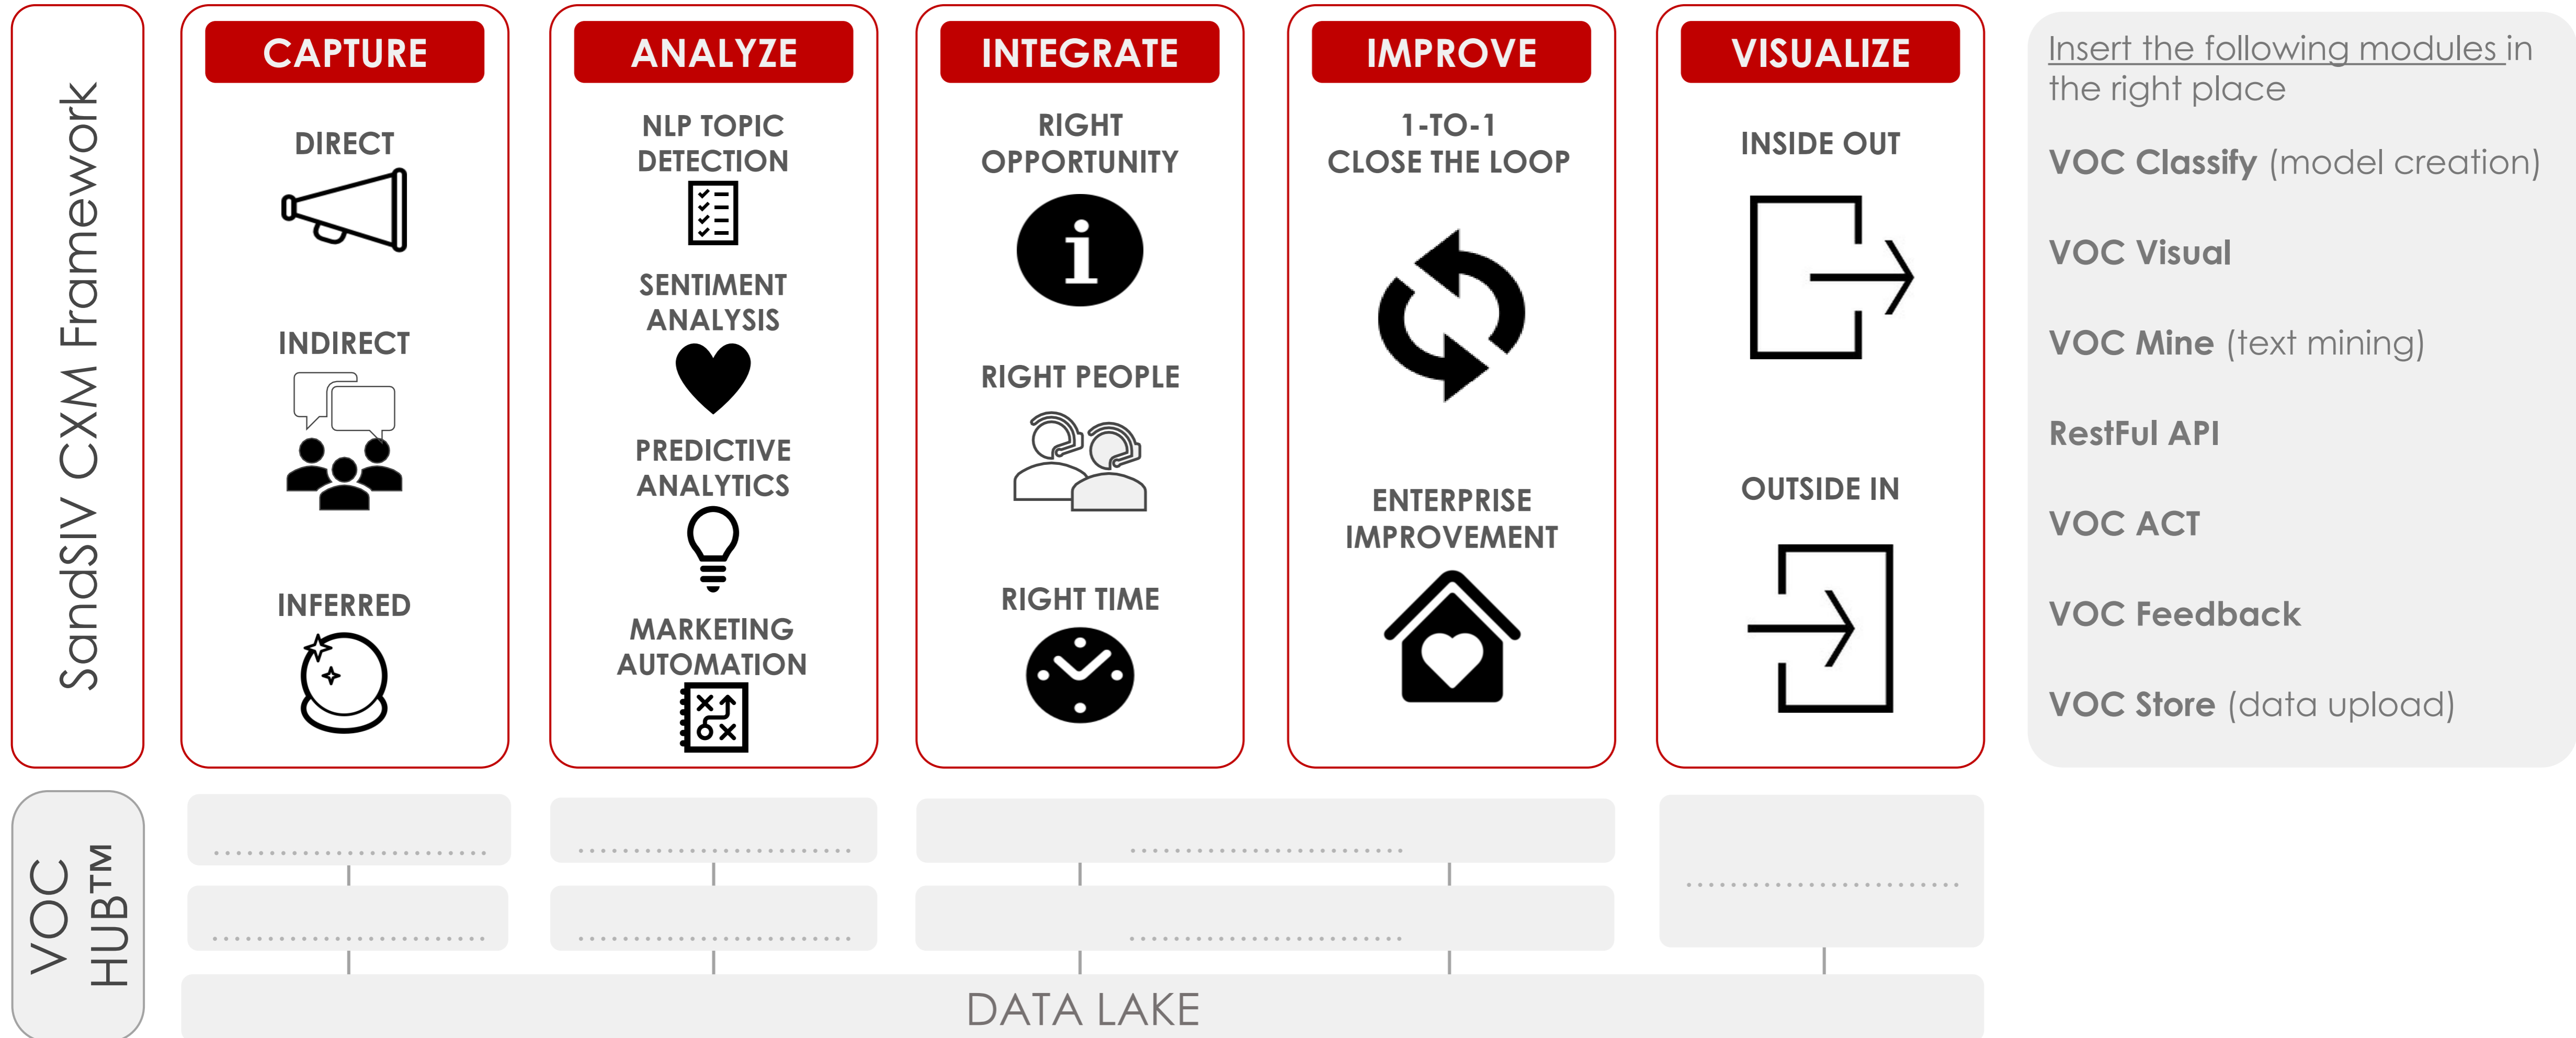 SandSIV CXM Framework
CAPTURE
DIRECT
INDIRECT
INFERRED
ANALYZE
NLP TOPIC
DETECTION
SENTIMENT
ANALYSIS
PREDICTIVE
ANALYTICS
MARKETING
AUTOMATION
INTEGRATE
RIGHT
OPPORTUNITY
i
RIGHT PEOPLE
RIGHT TIME
IMPROVE
1-TO-1
CLOSE THE LOOP
ENTERPRISE
IMPROVEMENT
VISUALIZE
INSIDE OUT
OUTSIDE IN
Insert the following modules in
the right place
VOC Classify (model creation)
VOC Visual
VOC Mine (text mining)
RestFul API
VOC ACT
VOC Feedback
VOC Store (data upload)
VOC
HUB™
........................
........................
........................
........................
........................
........................
........................
DATA LAKE